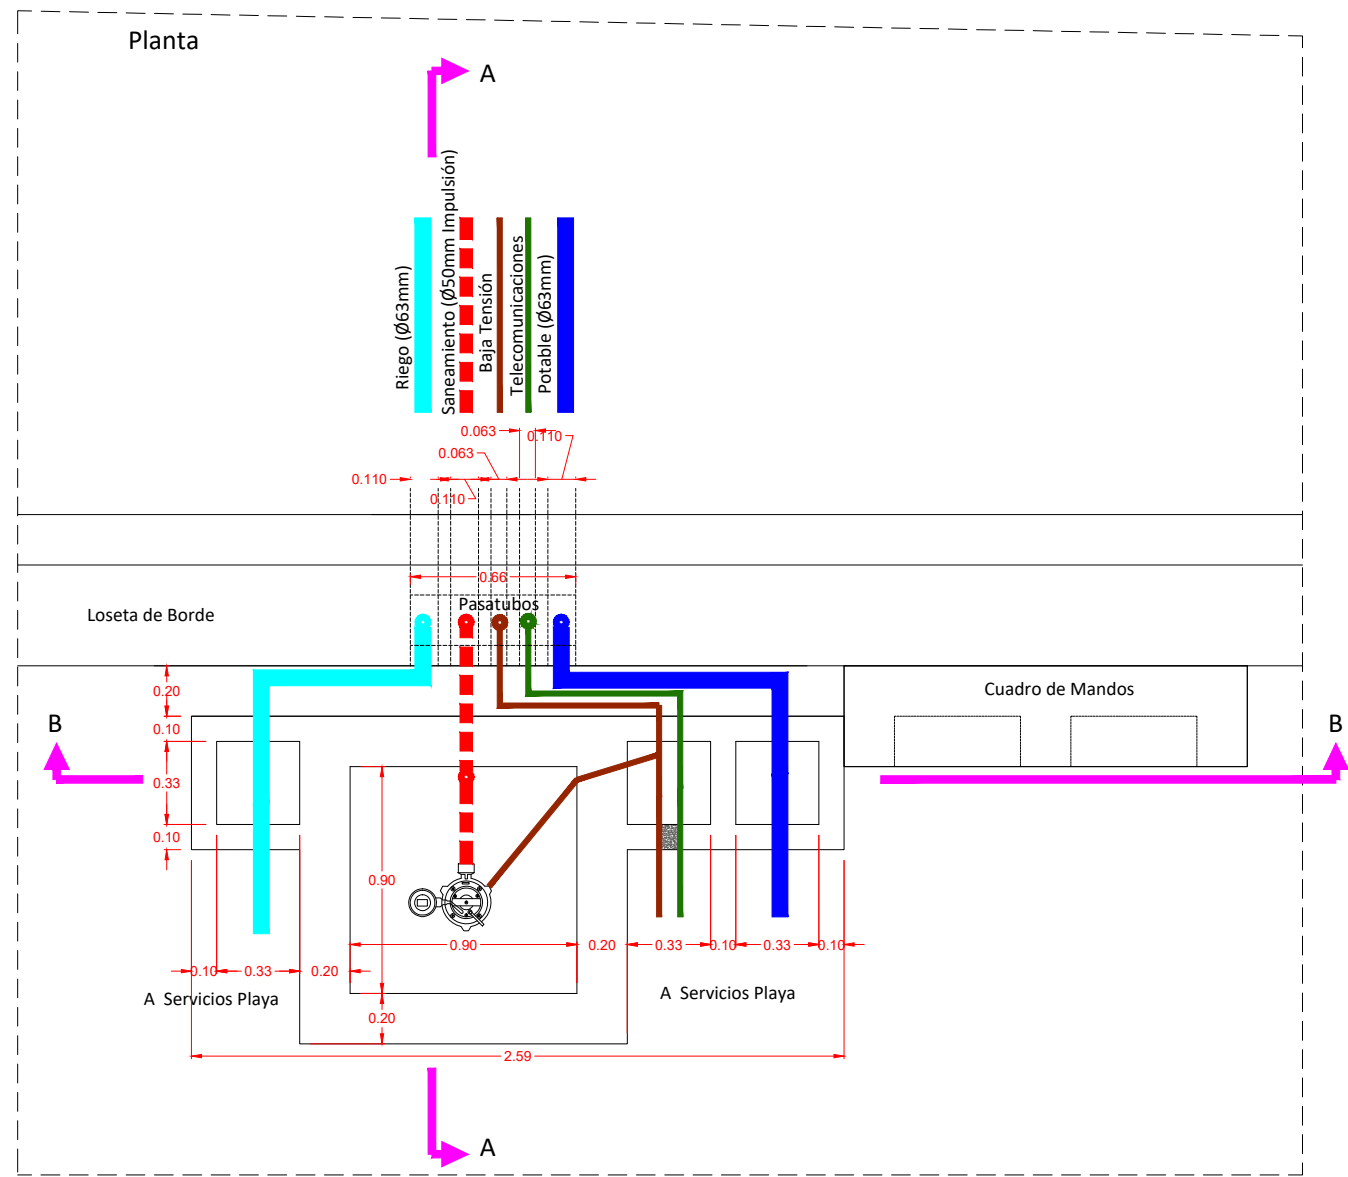 Planta
A
Riego (Ø63mm)
Saneamiento (Ø50mm Impulsión)
Baja Tensión
Telecomunicaciones
Potable (Ø63mm)
0.063
0.110
0.063
0.110
0.110
0.66
Pasatubos
Loseta de Borde
0.20
Cuadro de Mandos
B
0.10
B
0.33
0.10
0.90
0.90
0.20
0.33
0.10
0.33
0.10
0.10
0.33
0.20
A Servicios Playa
A Servicios Playa
0.20
2.59
A